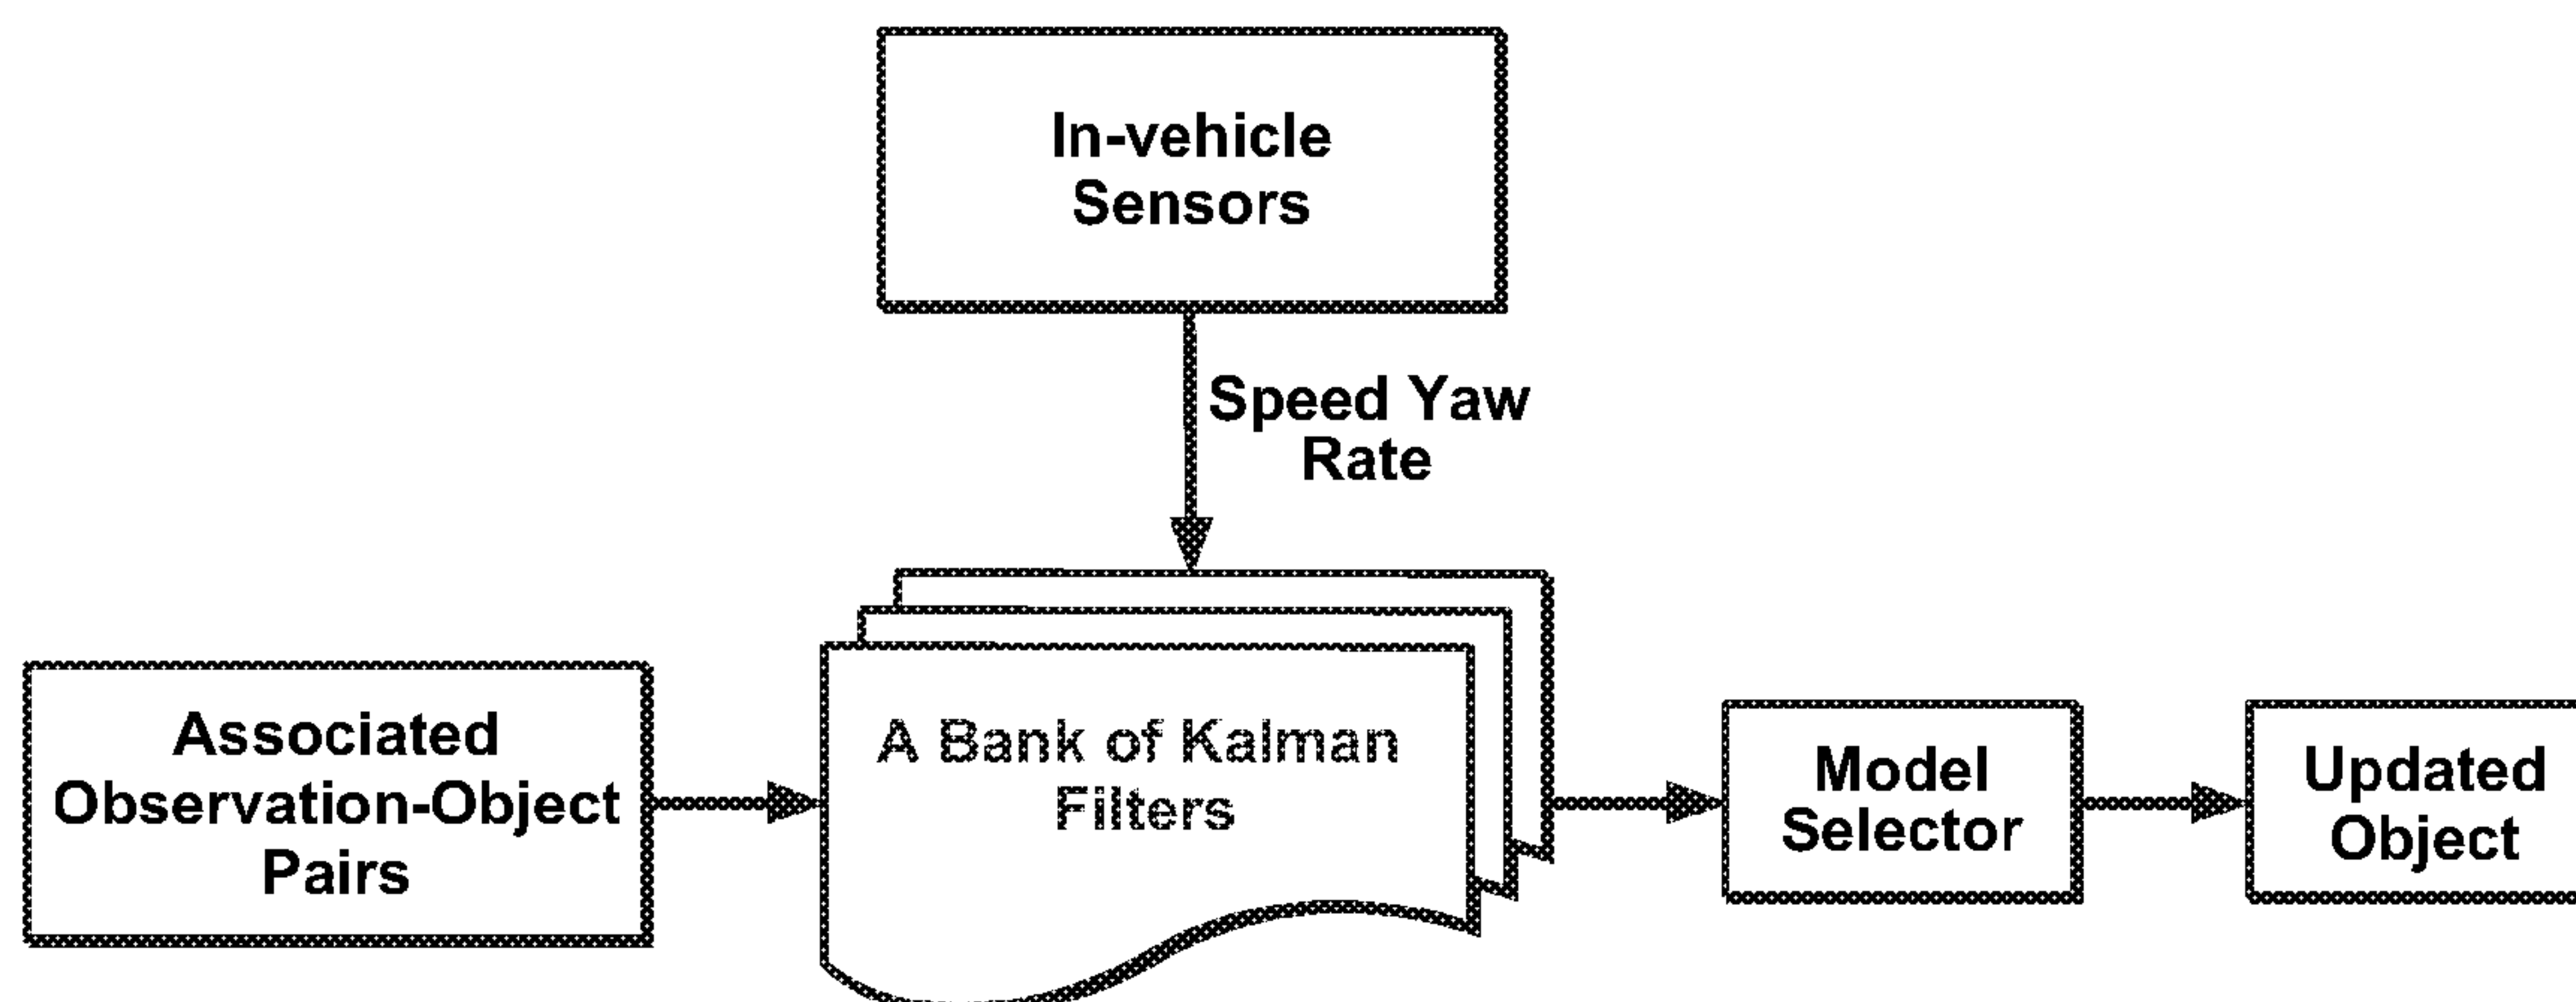 In-vehicle
Sensors
Speed Yaw
Rate
Associated
Observation-Object
Pairs
A Bank of Kalman
Filters
Model
Selector
Updated
Object